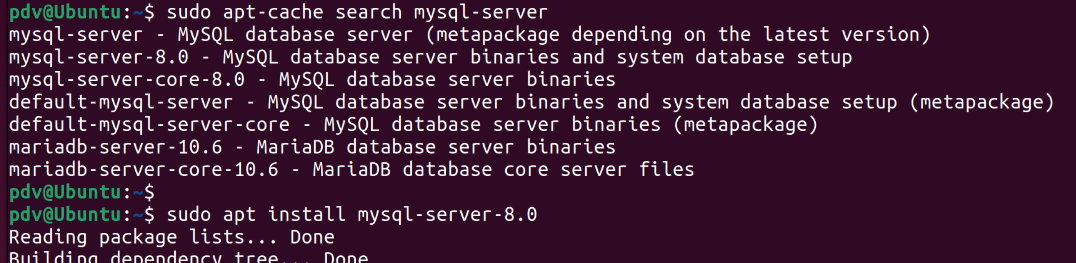 pdv@Ubuntu:~$ sudo apt-cache search mysql-server
mysql-server - MySQL database server (metapackage depending on the latest version)
mysql-server-8.0 - MySQL database server binaries and system database setup
mysql-server-core-8.0 - MySQL database server binaries
default-mysql-server - MySQL database server binaries and system database setup (metapackage)
default-mysql-server-core - MySQL database server binaries (metapackage)
mariadb-server-10.6 - MariaDB database server binaries
mariadb-server-core-10.6 - MariaDB database core server files
pdv@Ubuntu:~$
pdv@Ubuntu:~$ sudo apt install mysql-server-8.0
Reading package lists... Done
Building dependency tree... Done